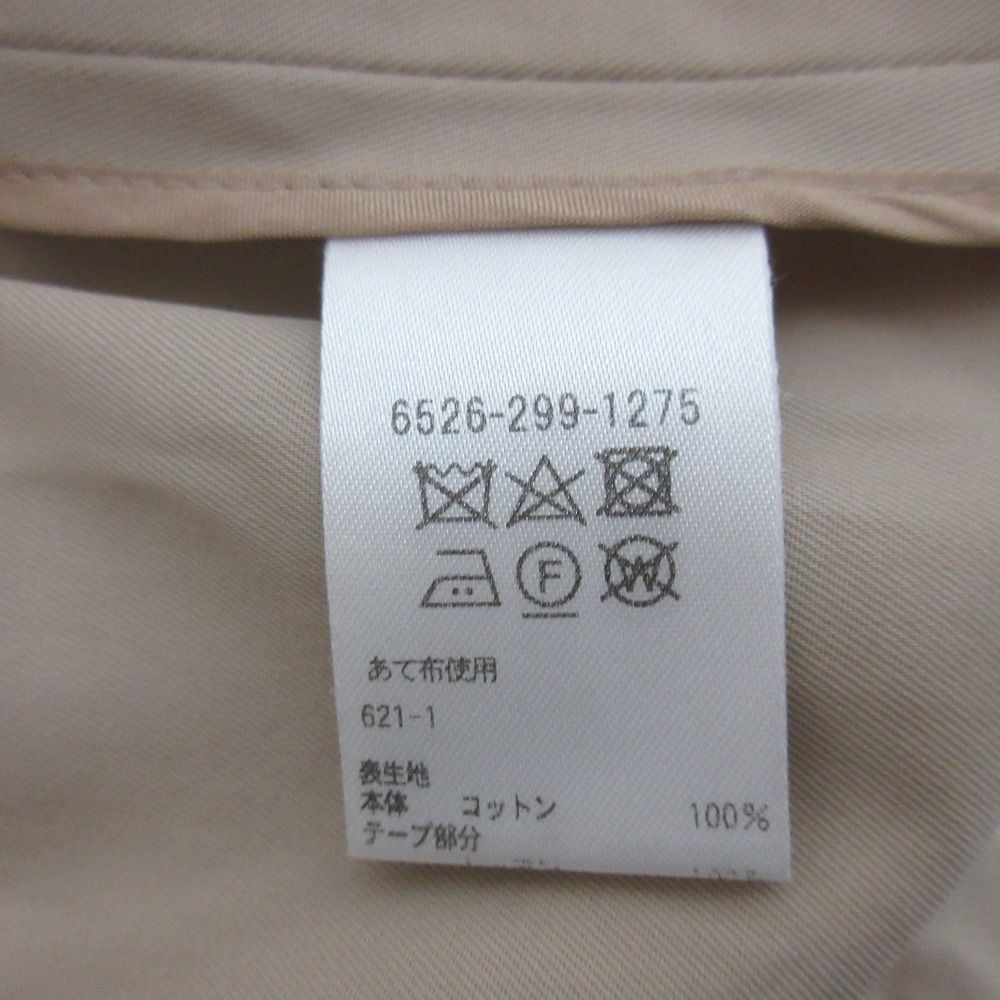 6526-299-1275
F W
あて布使用
621-1
表生地
本体 コットン 100%
テープ部分